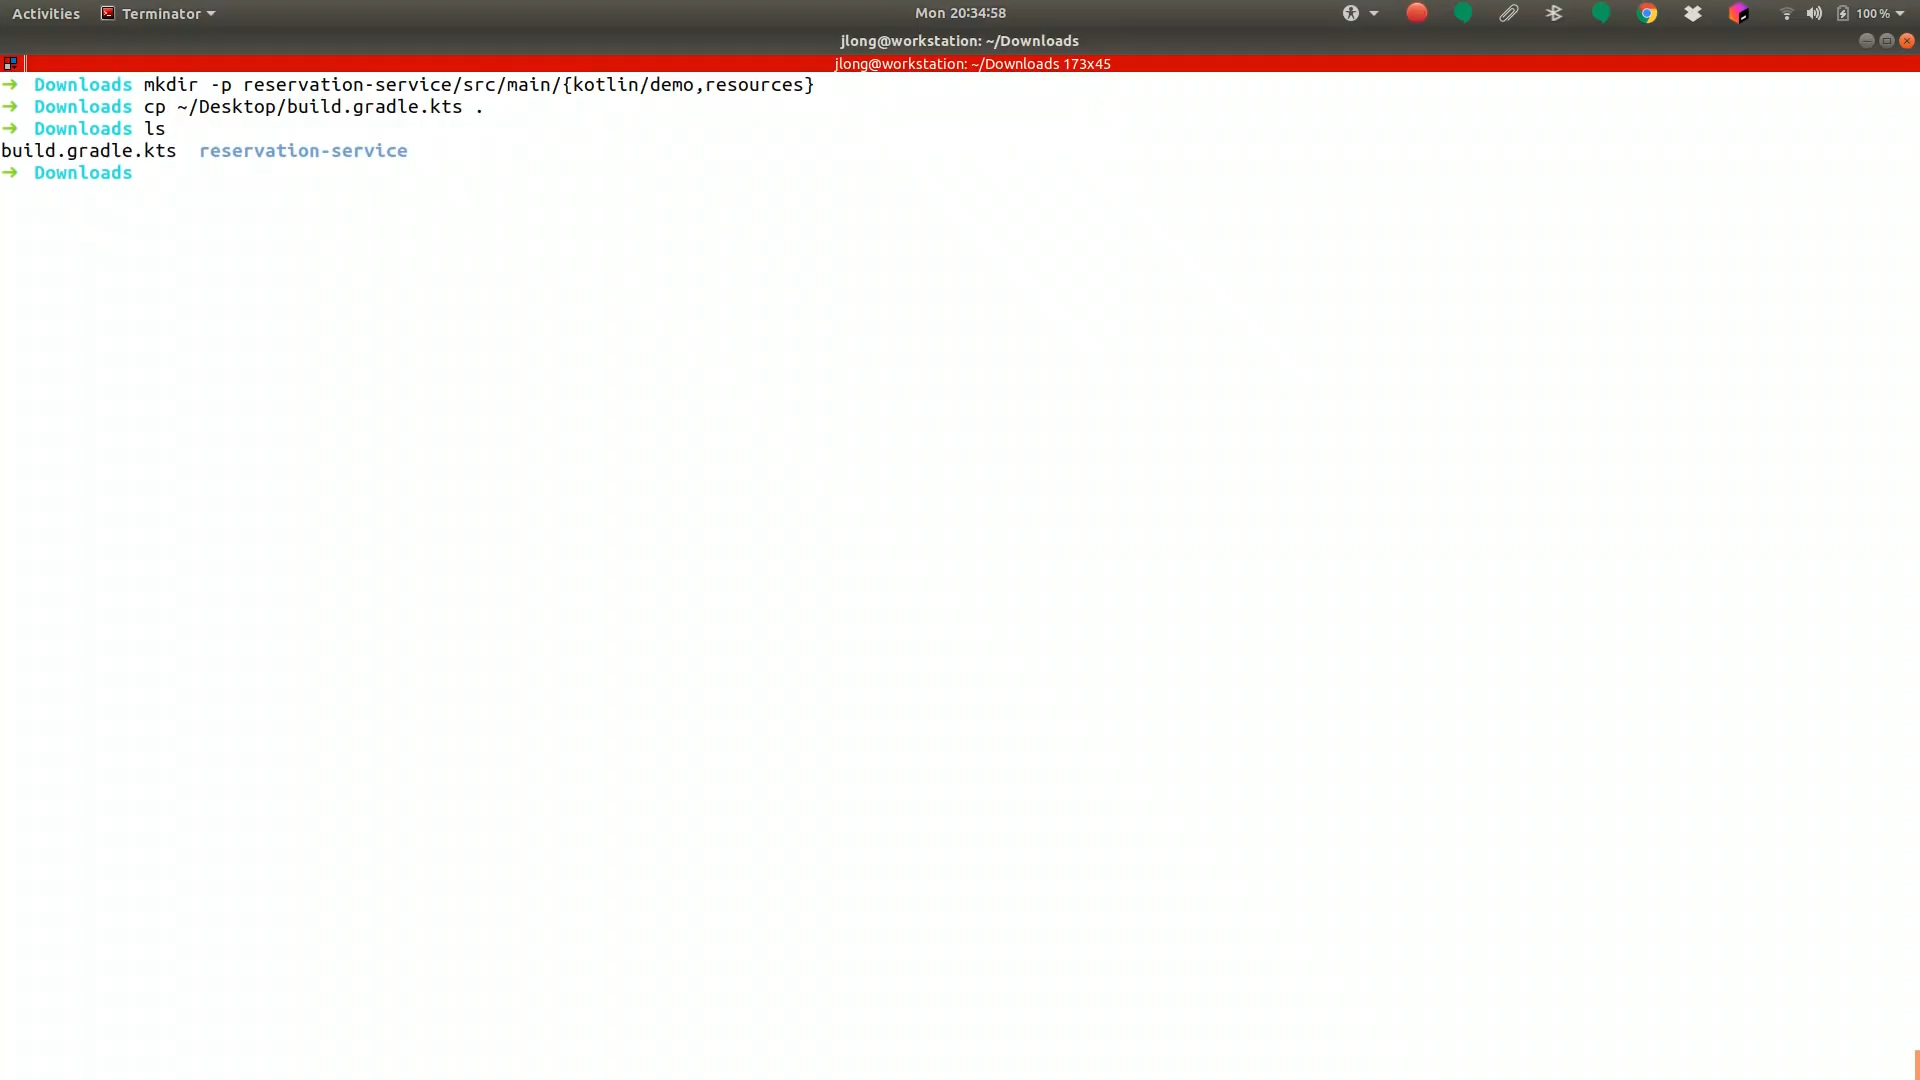 Activities Terminator Mon 20:34:58 100 %
jlong@workstation: ~/Downloads
jlong@workstation: ~/Downloads 173x45
➜ Downloads mkdir -p reservation-service/src/main/{kotlin/demo,resources}
➜ Downloads cp ~/Desktop/build.gradle.kts .
➜ Downloads ls
build.gradle.kts reservation-service
➜ Downloads